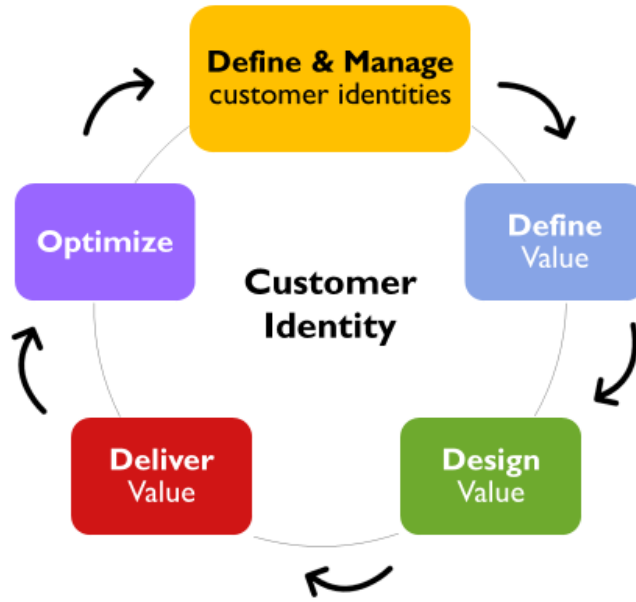 Define & Manage
customer identities
Define
Value
Optimize
Customer
Identity
Design
Value
Deliver
Value